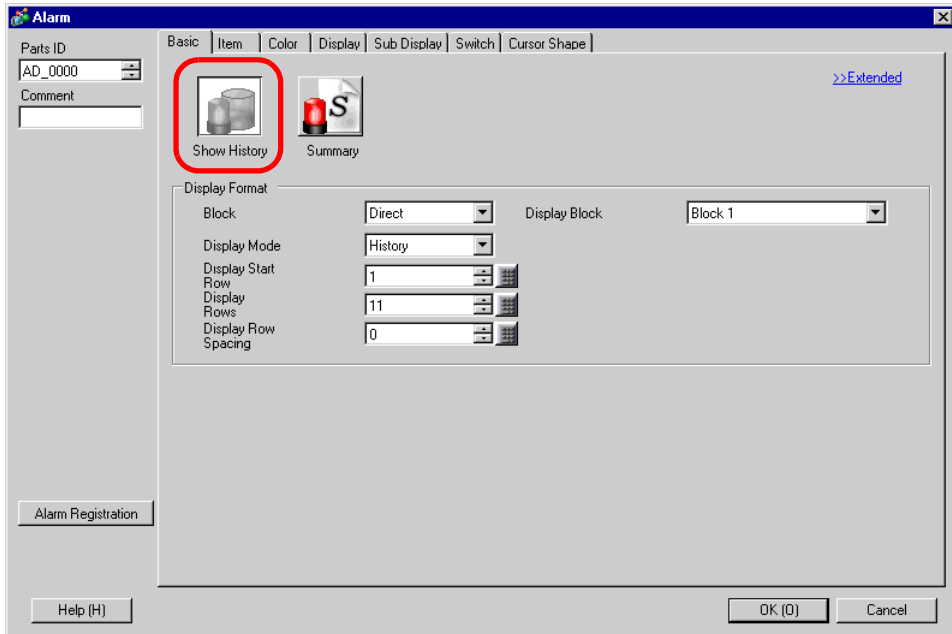 Alarm
Parts ID
AD_0000
Comment
Basic Item Color Display Sub Display Switch Cursor Shape
>>Extended
S
Show History Summary
Display Format
Block Direct Display Block Block 1
Display Mode History
Display Start
Row 1
Display
Rows 11
Display Row
Spacing 0
Alarm Registration
Help (H) OK (O) Cancel